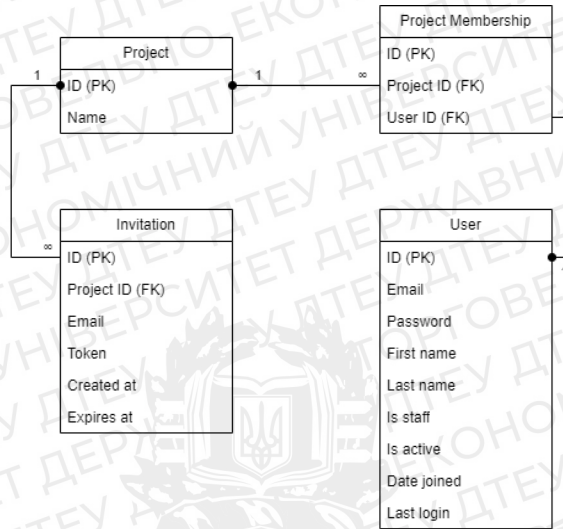 Project Membership
ID (PK)
Project ID (FK)
User ID (FK)
Project
ID (PK)
Name
1
1
∞
Invitation
ID (PK)
Project ID (FK)
Email
Token
Created at
Expires at
∞
User
ID (PK)
Email
Password
First name
Last name
Is staff
Is active
Date joined
Last login